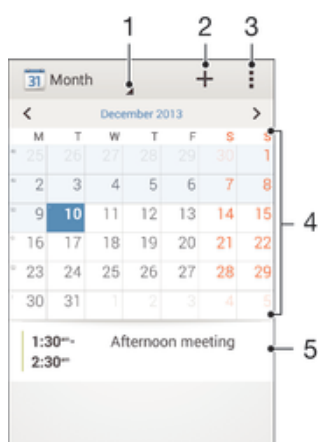 1 2 3
31 Month
December 2013
M T W T F S S
25 26 27 28 29 30 1
2 3 4 5 6 7 8
9 10 11 12 13 14 15
4
16 17 18 19 20 21 22
23 24 25 26 27 28 29
30 31 1 2 3 4 5
1:30 - Afternoon meeting
5
2:30